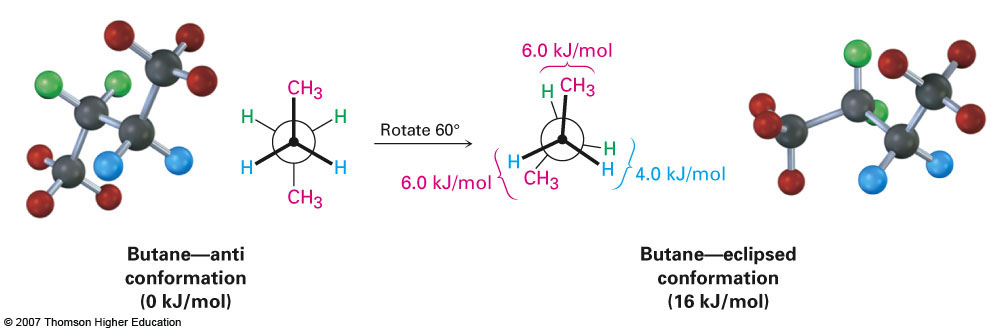 CH3
H H
H H
CH3
Rotate 60°
6.0 kJ/mol
H CH3
H H
H
CH3
6.0 kJ/mol
4.0 kJ/mol
Butane—anti
conformation
(0 kJ/mol)
Butane—eclipsed
conformation
(16 kJ/mol)
© 2007 Thomson Higher Education